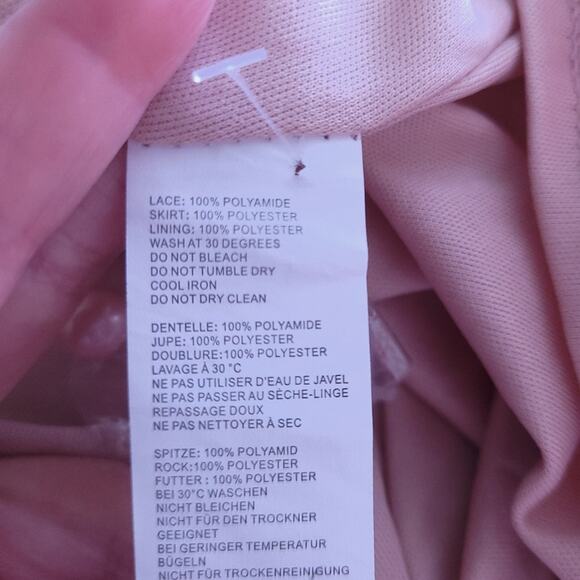 LACE: 100% POLYAMIDE
SKIRT: 100% POLYESTER
LINING: 100% POLYESTER
WASH AT 30 DEGREES
DO NOT BLEACH
DO NOT TUMBLE DRY
COOL IRON
DO NOT DRY CLEAN
DENTELLE: 100% POLYAMIDE
JUPE: 100% POLYESTER
DOUBLURE:100% POLYESTER
LAVAGE À 30 °C
NE PAS UTILISER D'EAU DE JAVEL
NE PAS PASSER AU SÈCHE-LINGE
REPASSAGE DOUX
NE PAS NETTOYER À SEC
SPITZE: 100% POLYAMID
ROCK:100% POLYESTER
FUTTER : 100% POLYESTER
BEI 30°C WASCHEN
NICHT BLEICHEN
NICHT FÜR DEN TROCKNER
GEEIGNET
BEI GERINGER TEMPERATUR
BÜGELN
NICHT FÜR TROCKENREINIGUNG